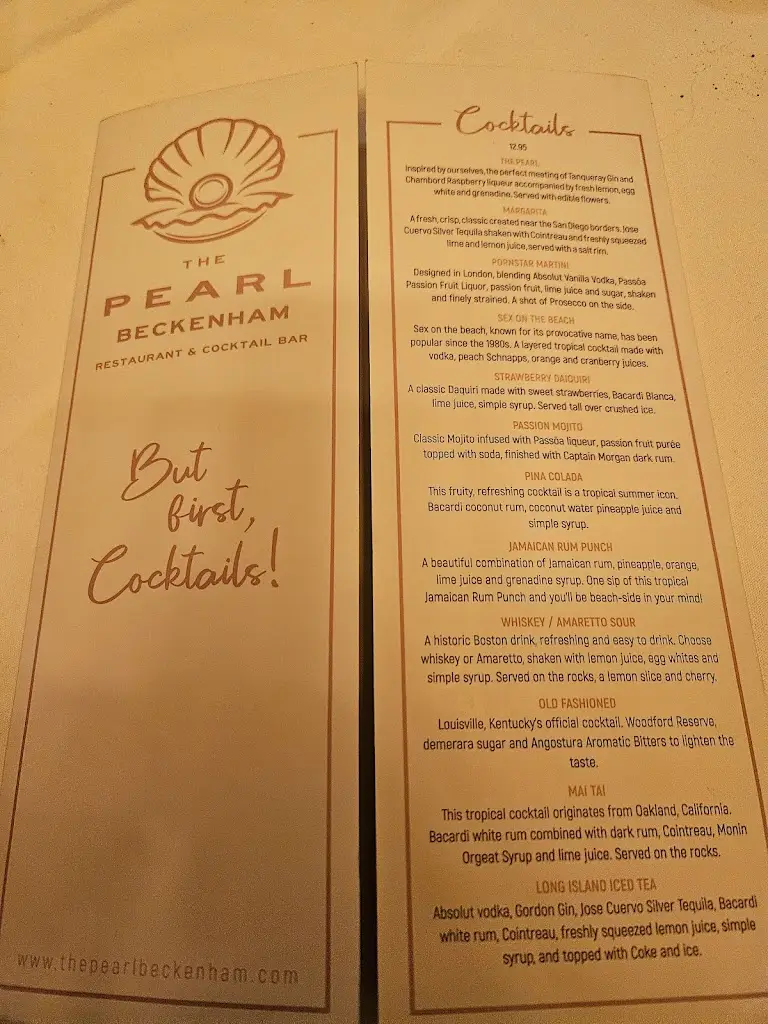 THE
PEARL
BECKENHAM
RESTAURANT & COCKTAIL BAR
But
first,
Cocktails!
www.thepearlbeckenham.com
Cocktails
12.95
THE PEARL
Inspired by ourselves, the perfect meeting of Tanqueray Gin and
Chambord Raspberry liqueur accompanied by fresh lemon, egg
white and grenadine. Served with edible flowers.
MARGARITA
A fresh, crisp, classic created near the San Diego borders. Jose
Cuervo Silver Tequila shaken with Cointreau and freshly squeezed
lime and lemon juice, served with a salt rim.
PORNSTAR MARTINI
Designed in London, blending Absolut Vanilla Vodka, Passõa
Passion Fruit Liquor, passion fruit, lime juice and sugar, shaken
and finely strained. A shot of Prosecco on the side.
SEX ON THE BEACH
Sex on the beach, known for its provocative name, has been
popular since the 1980s. A layered tropical cocktail made with
vodka, peach Schnapps, orange and cranberry juices.
STRAWBERRY DAIQUIRI
A classic Daquiri made with sweet strawberries, Bacardi Blanca,
lime juice, simple syrup. Served tall over crushed ice.
PASSION MOJITO
Classic Mojito infused with Passõa liqueur, passion fruit purée
topped with soda, finished with Captain Morgan dark rum.
PINA COLADA
This fruity, refreshing cocktail is a tropical summer icon.
Bacardi coconut rum, coconut water pineapple juice and
simple syrup.
JAMAICAN RUM PUNCH
A beautiful combination of Jamaican rum, pineapple, orange,
lime juice and grenadine syrup. One sip of this tropical
Jamaican Rum Punch and you'll be beach-side in your mind!
WHISKEY / AMARETTO SOUR
A historic Boston drink, refreshing and easy to drink. Choose
whiskey or Amaretto, shaken with lemon juice, egg whites and
simple syrup. Served on the rocks, a lemon slice and cherry.
OLD FASHIONED
Louisville, Kentucky's official cocktail. Woodford Reserve,
demerara sugar and Angostura Aromatic Bitters to lighten the
taste.
MAI TAI
This tropical cocktail originates from Oakland, California.
Bacardi white rum combined with dark rum, Cointreau, Monin
Orgeat Syrup and lime juice. Served on the rocks.
LONG ISLAND ICED TEA
Absolut vodka, Gordon Gin, Jose Cuervo Silver Tequila, Bacardi
white rum, Cointreau, freshly squeezed lemon juice, simple
syrup, and topped with Coke and ice.